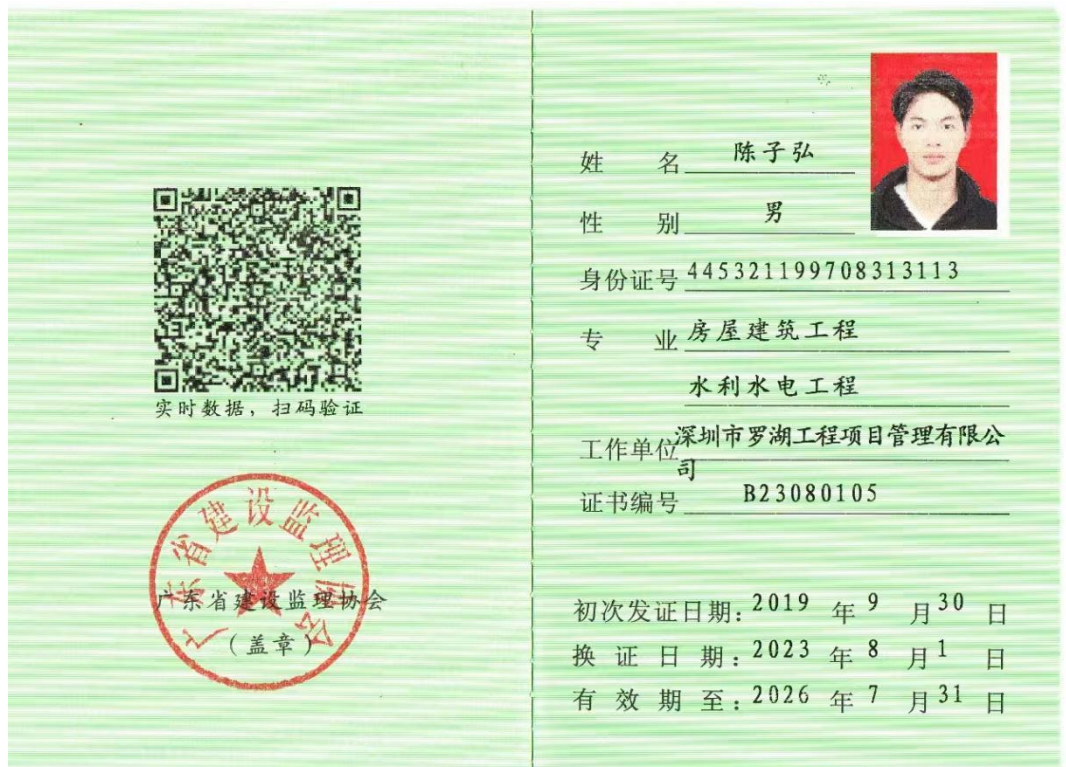 实时数据，扫码验证
广东省建设监理协会
广东省建设监理协会
（盖章）
姓 名 陈子弘
性 别 男
身份证号 445321199708313113
专 业 房屋建筑工程
水利水电工程
工作单位 深圳市罗湖工程项目管理有限公
司
证书编号 B23080105
初次发证日期：2019 年 9 月 30 日
换 证 日 期：2023 年 8 月 1 日
有 效 期 至：2026 年 7 月 31 日